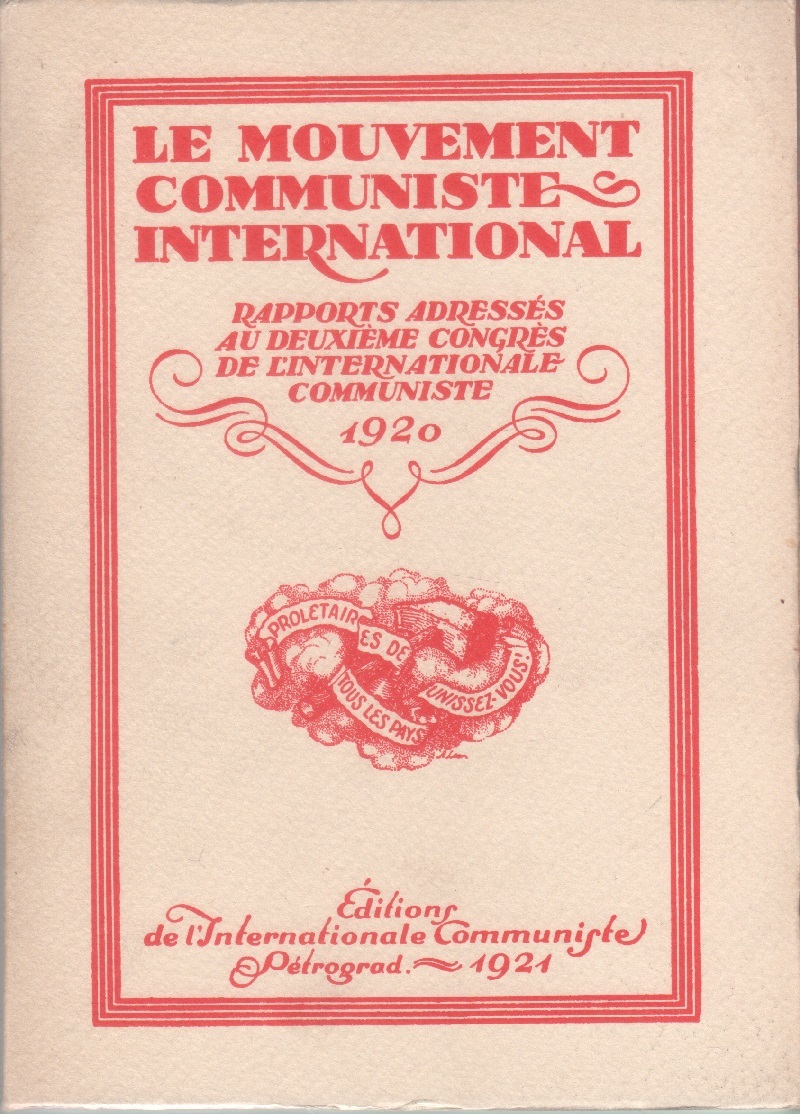 LE MOUVEMENT
COMMUNISTE
INTERNATIONAL
RAPPORTS ADRESSÉS
AU DEUXIÈME CONGRÈS
DE L'INTERNATIONALE
COMMUNISTE
1920
PROLETAIRES DE
TOUS LES PAYS
UNISSEZ-VOUS!
Éditions
de l'Internationale Communiste
Pétrograd. ~ 1921